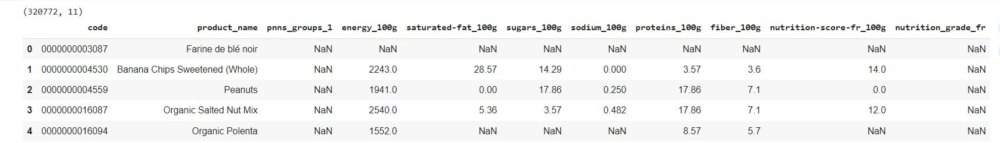 (320772, 11)
code product_name pnns_groups_1 energy_100g saturated-fat_100g sugars_100g sodium_100g proteins_100g fiber_100g nutrition-score-fr_100g nutrition_grade_fr
0 0000000003087 Farine de blé noir NaN NaN NaN NaN NaN NaN NaN NaN NaN
1 0000000004530 Banana Chips Sweetened (Whole) NaN 2243.0 28.57 14.29 0.000 3.57 3.6 14.0 NaN
2 0000000004559 Peanuts NaN 1941.0 0.00 17.86 0.250 17.86 7.1 0.0 NaN
3 0000000016087 Organic Salted Nut Mix NaN 2540.0 5.36 3.57 0.482 17.86 7.1 12.0 NaN
4 0000000016094 Organic Polenta NaN 1552.0 NaN NaN NaN 8.57 5.7 NaN NaN